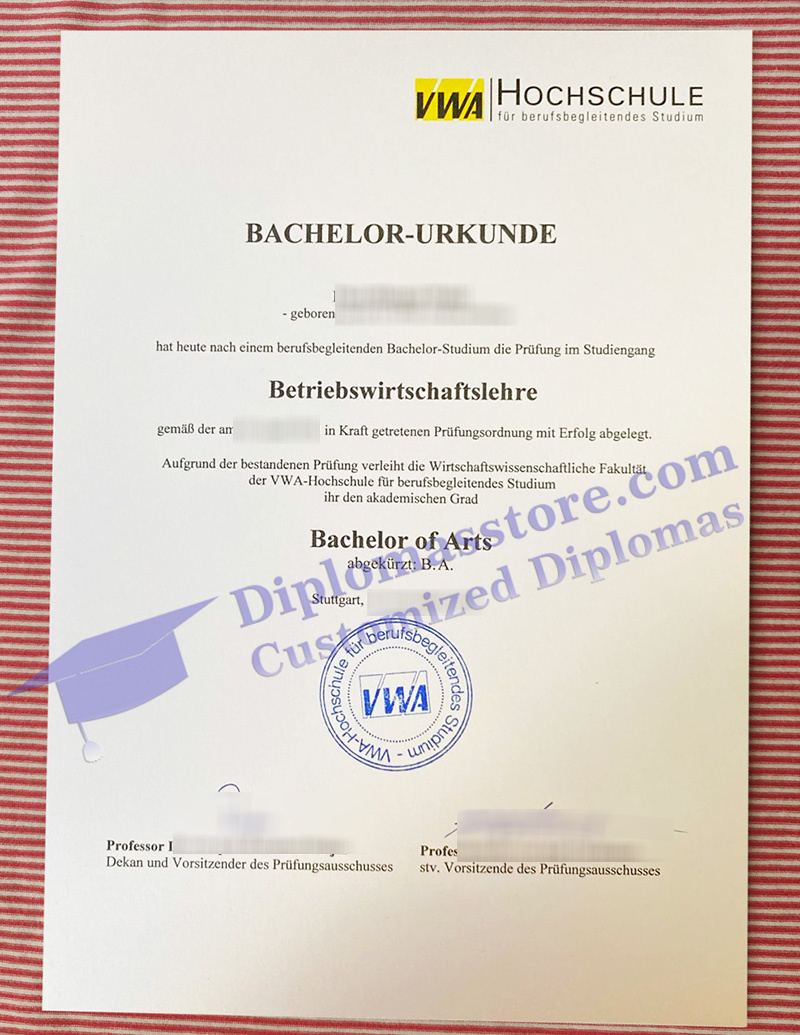 VWA HOCHSCHULE
für berufsbegleitendes Studium
BACHELOR-URKUNDE
- geboren
hat heute nach einem berufsbegleitenden Bachelor-Studium die Prüfung im Studiengang
Betriebswirtschaftslehre
gemäß der am in Kraft getretenen Prüfungsordnung mit Erfolg abgelegt.
Aufgrund der bestandenen Prüfung verleiht die Wirtschaftswissenschaftliche Fakultät
der VWA-Hochschule für berufsbegleitendes Studium
ihr den akademischen Grad
Bachelor of Arts
abgekürzt: B.A.
Stuttgart,
Diplomasstore.com
Customized Diplomas
VWA-Hochschule für berufsbegleitendes Studium -
VWA
Professor
Dekan und Vorsitzender des Prüfungsausschusses
stv. Vorsitzende des Prüfungsausschusses